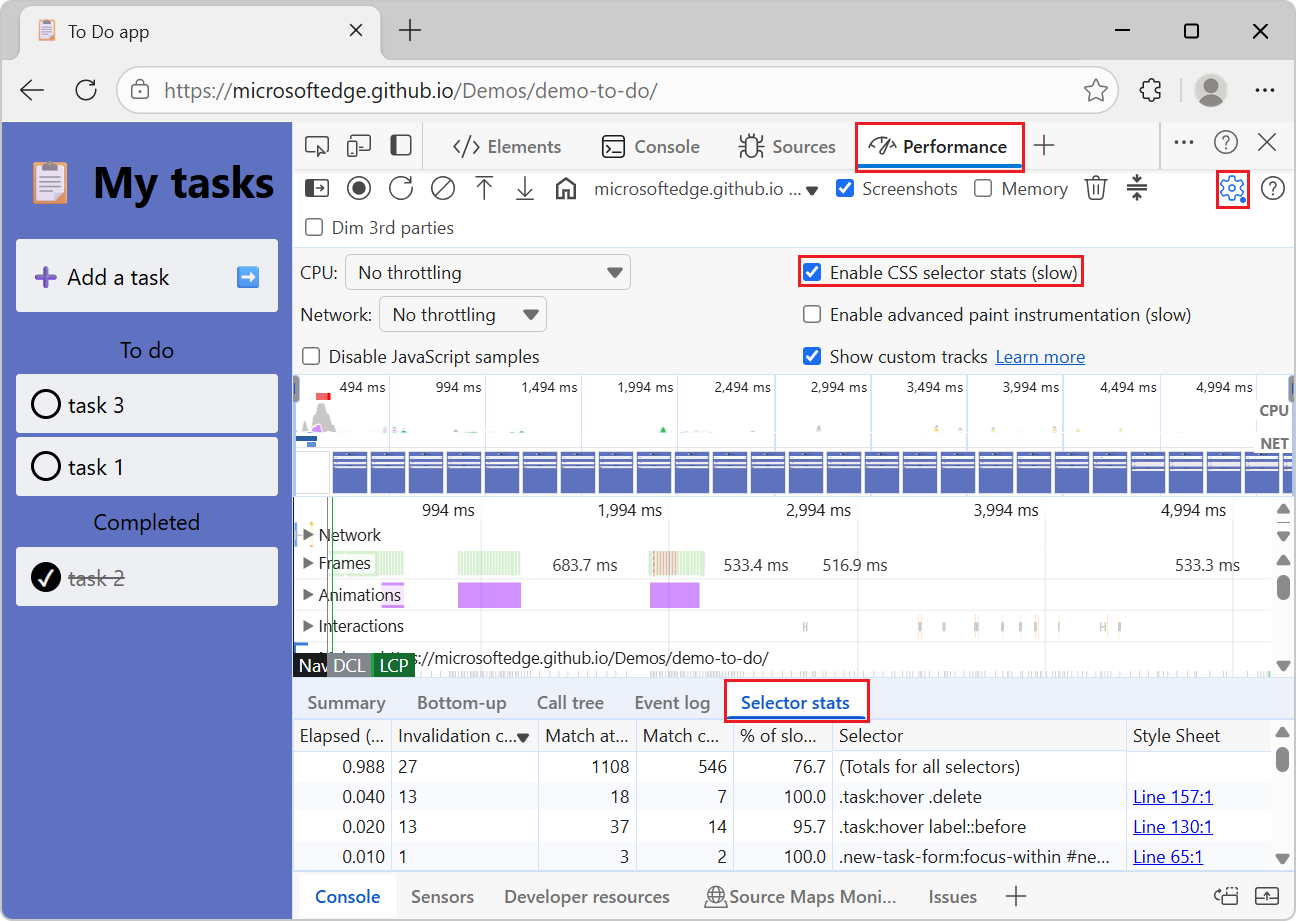 To Do app
https://microsoftedge.github.io/Demos/demo-to-do/
My tasks
Add a task
To do
task 3
task 1
Completed
task 2
Elements Console Sources Performance
microsoftedge.github.io ... Screenshots Memory
Dim 3rd parties
CPU: No throttling Enable CSS selector stats (slow)
Network: No throttling Enable advanced paint instrumentation (slow)
Disable JavaScript samples Show custom tracks Learn more
494 ms 994 ms 1,494 ms 1,994 ms 2,494 ms 2,994 ms 3,494 ms 3,994 ms 4,494 ms 4,994 ms
CPU
NET
994 ms 1,994 ms 2,994 ms 3,994 ms 4,994 ms
Network
Frames 683.7 ms 533.4 ms 516.9 ms 533.3 ms
Animations
Interactions
Nav DCL LCP ://microsoftedge.github.io/Demos/demo-to-do/
Summary Bottom-up Call tree Event log Selector stats
Elapsed (... Invalidation c... Match at... Match c... % of slo... Selector Style Sheet
0.988 27 1108 546 76.7 (Totals for all selectors)
0.040 13 18 7 100.0 .task:hover .delete Line 157:1
0.020 13 37 14 95.7 .task:hover label::before Line 130:1
0.010 1 3 2 100.0 .new-task-form:focus-within #ne... Line 65:1
Console Sensors Developer resources Source Maps Moni... Issues